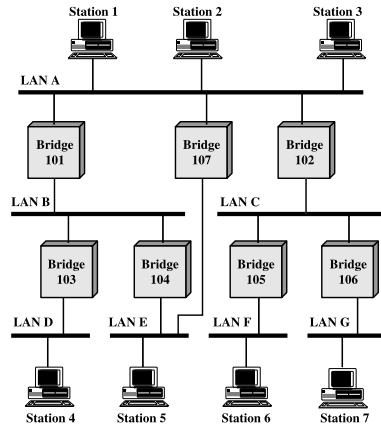 Station 1 Station 2 Station 3
LAN A
Bridge 101 Bridge 107 Bridge 102
LAN B LAN C
Bridge 103 Bridge 104 Bridge 105 Bridge 106
LAN D LAN E LAN F LAN G
Station 4 Station 5 Station 6 Station 7